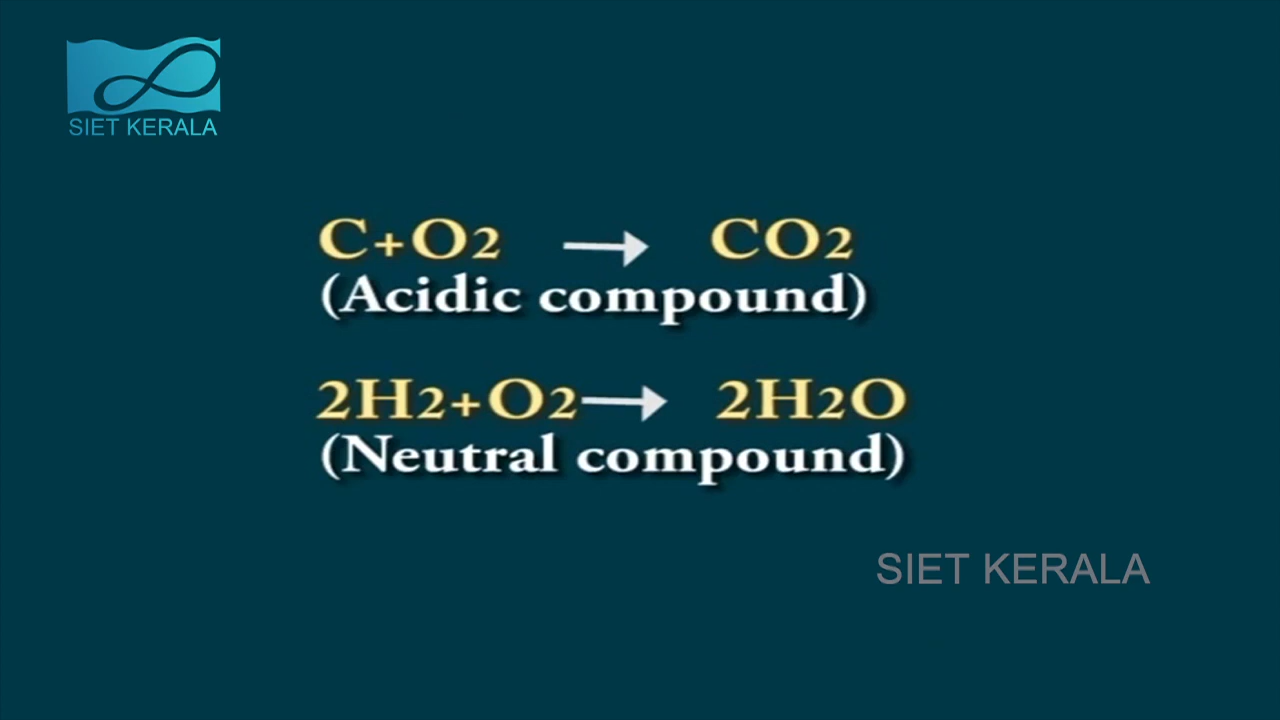 SIET KERALA
C+O2 → CO2
(Acidic compound)
2H2+O2→ 2H2O
(Neutral compound)
SIET KERALA